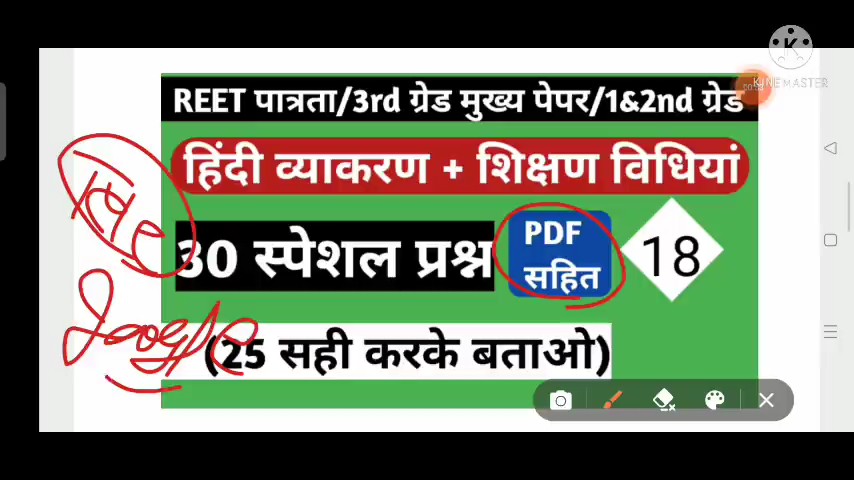 KINEMASTER
REET पात्रता/3rd ग्रेड मुख्य पेपर/1&2nd ग्रेड
हिंदी व्याकरण + शिक्षण विधियां
30 स्पेशल प्रश्न
PDF
सहित
18
(25 सही करके बताओ)